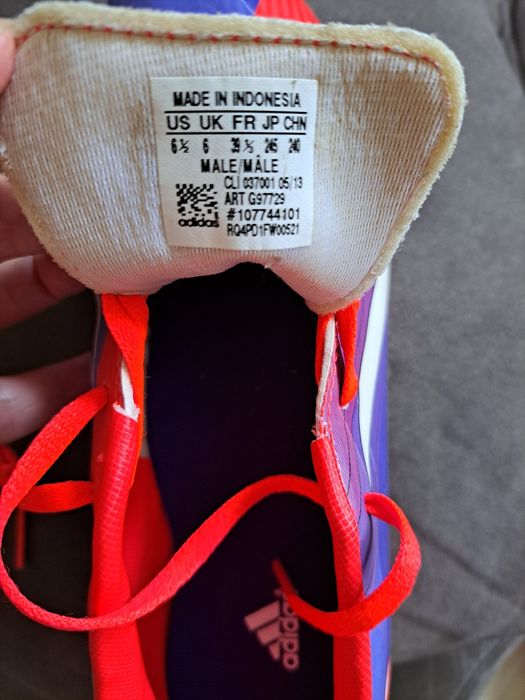 MADE IN INDONESIA
US UK FR JP CHN
6½ 6 39⅓ 245 240
MALE/MÂLE
CLI 037001 05/13
ART G97729
#107744101
adidas RQ4PD1FW00521
adidas